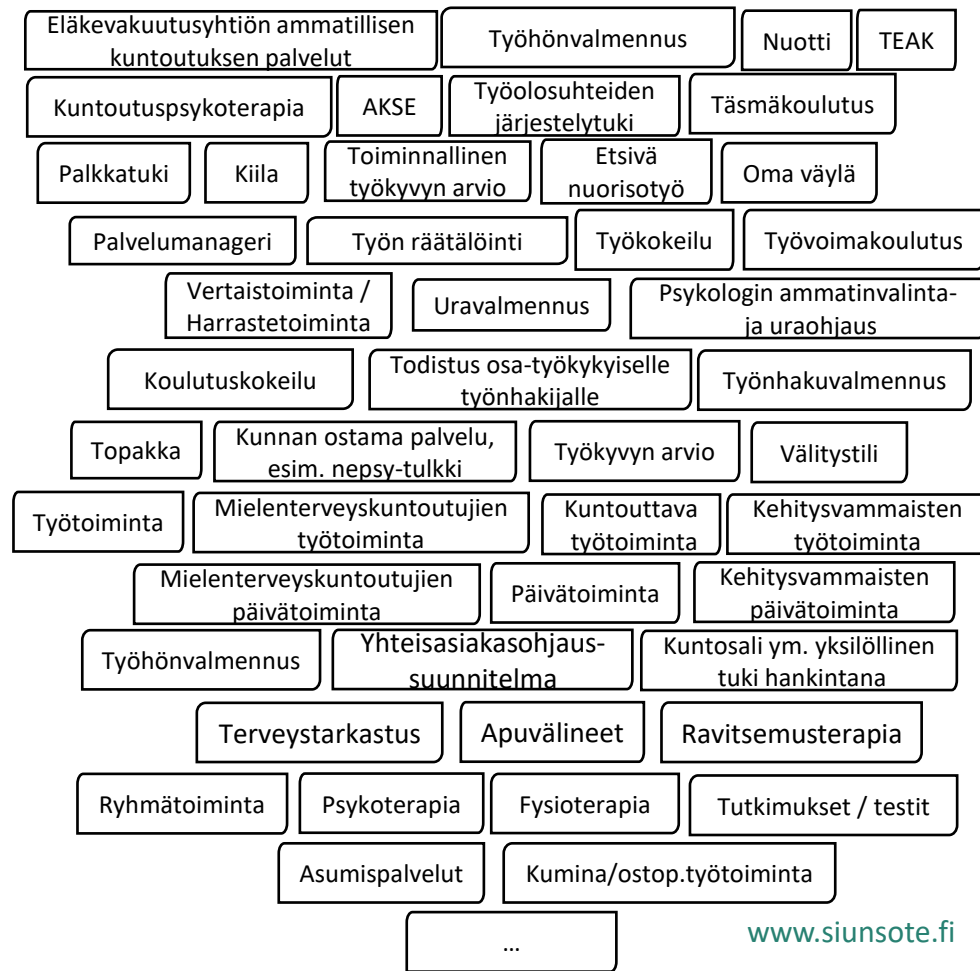 Eläkevakuutusyhtiön ammatillisen
kuntoutuksen palvelut
Työhönvalmennus
Nuotti
TEAK
Kuntoutuspsykoterapia
AKSE
Työolosuhteiden
järjestelytuki
Täsmäkoulutus
Palkkatuki
Kiila
Toiminnallinen
työkyvyn arvio
Etsivä
nuorisotyö
Oma väylä
Palvelumanageri
Työn räätälöinti
Työkokeilu
Työvoimakoulutus
Vertaistoiminta /
Harrastetoiminta
Uravalmennus
Psykologin ammatinvalinta-
ja uraohjaus
Koulutuskokeilu
Todistus osa-työkykyiselle
työnhakijalle
Työnhakuvalmennus
Topakka
Kunnan ostama palvelu,
esim. nepsy-tulkki
Työkyvyn arvio
Välitystili
Työtoiminta
Mielenterveyskuntoutujien
työtoiminta
Kuntouttava
työtoiminta
Kehitysvammaisten
työtoiminta
Mielenterveyskuntoutujien
päivätoiminta
Päivätoiminta
Kehitysvammaisten
päivätoiminta
Työhönvalmennus
Yhteisasiakasohjaus-
suunnitelma
Kuntosali ym. yksilöllinen
tuki hankintana
Terveystarkastus
Apuvälineet
Ravitsemusterapia
Ryhmätoiminta
Psykoterapia
Fysioterapia
Tutkimukset / testit
Asumispalvelut
Kumina/ostop.työtoiminta
...
www.siunsote.fi